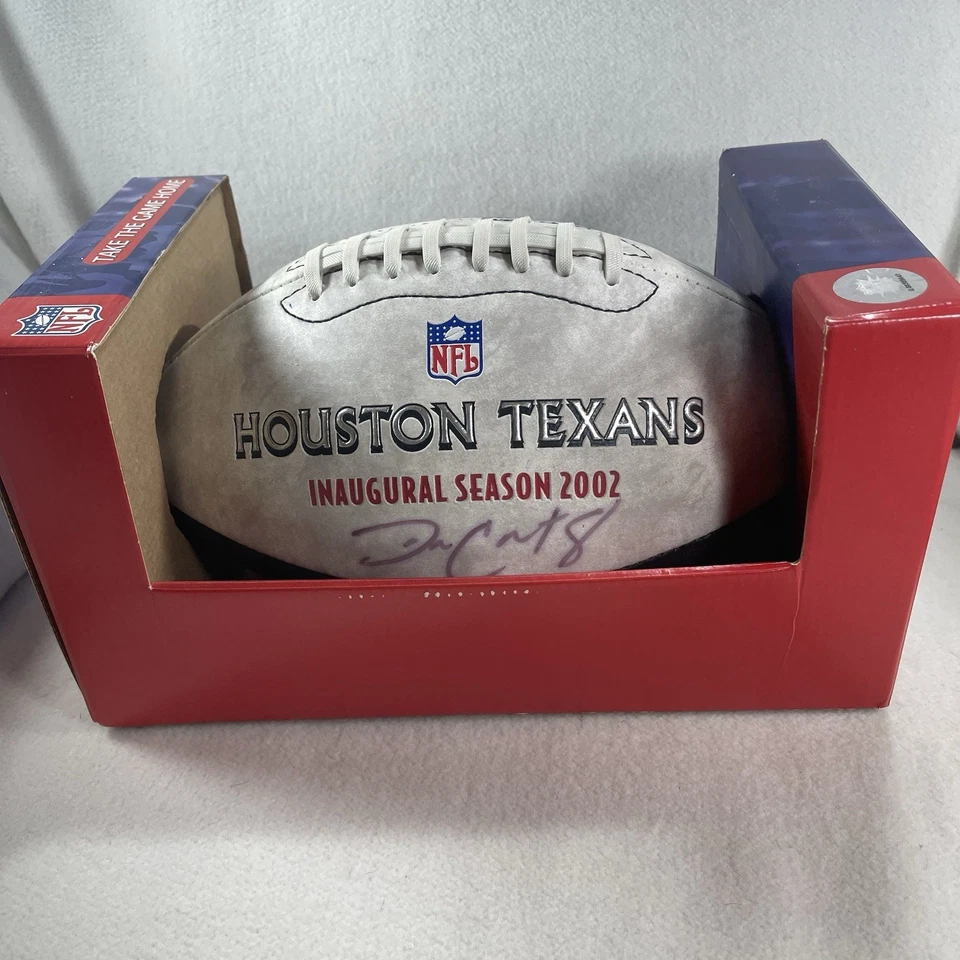 TAKE THE GAME HOME
NFL
NFL
HOUSTON TEXANS
INAUGURAL SEASON 2002